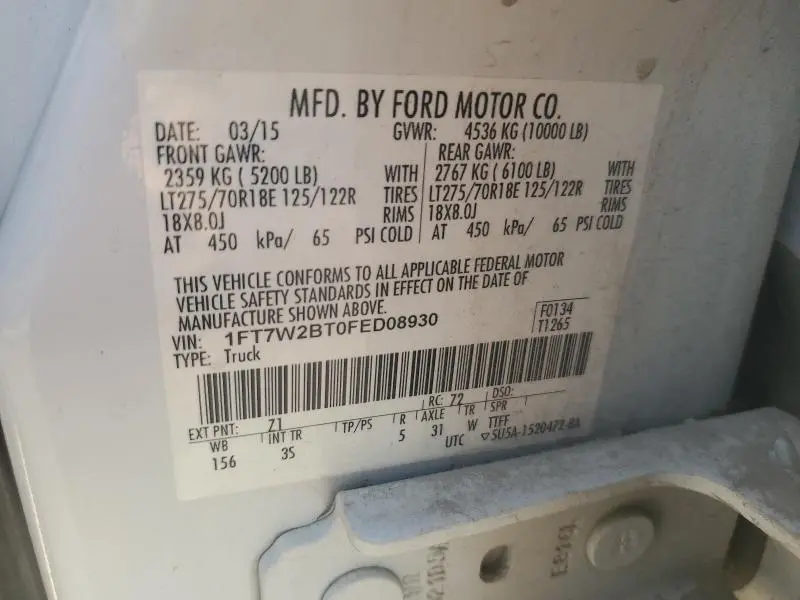 MFD. BY FORD MOTOR CO.
DATE: 03/15 GVWR: 4536 KG (10000 LB)
FRONT GAWR: REAR GAWR:
2359 KG ( 5200 LB) WITH 2767 KG ( 6100 LB) WITH
LT275/70R18E 125/122R TIRES LT275/70R18E 125/122R TIRES
18X8.0J RIMS 18X8.0J RIMS
AT 450 kPa/ 65 PSI COLD AT 450 kPa/ 65 PSI COLD
THIS VEHICLE CONFORMS TO ALL APPLICABLE FEDERAL MOTOR
VEHICLE SAFETY STANDARDS IN EFFECT ON THE DATE OF
MANUFACTURE SHOWN ABOVE.
VIN: 1FT7W2BT0FED08930 F0134
TYPE: Truck T1265
EXT PNT: Z1 RC: Z2 DSO:
WB INT TR TP/PS R AXLE TR SPR
156 3S 5 31 W TTFF
UTC ▽5U5A-1520472-BA